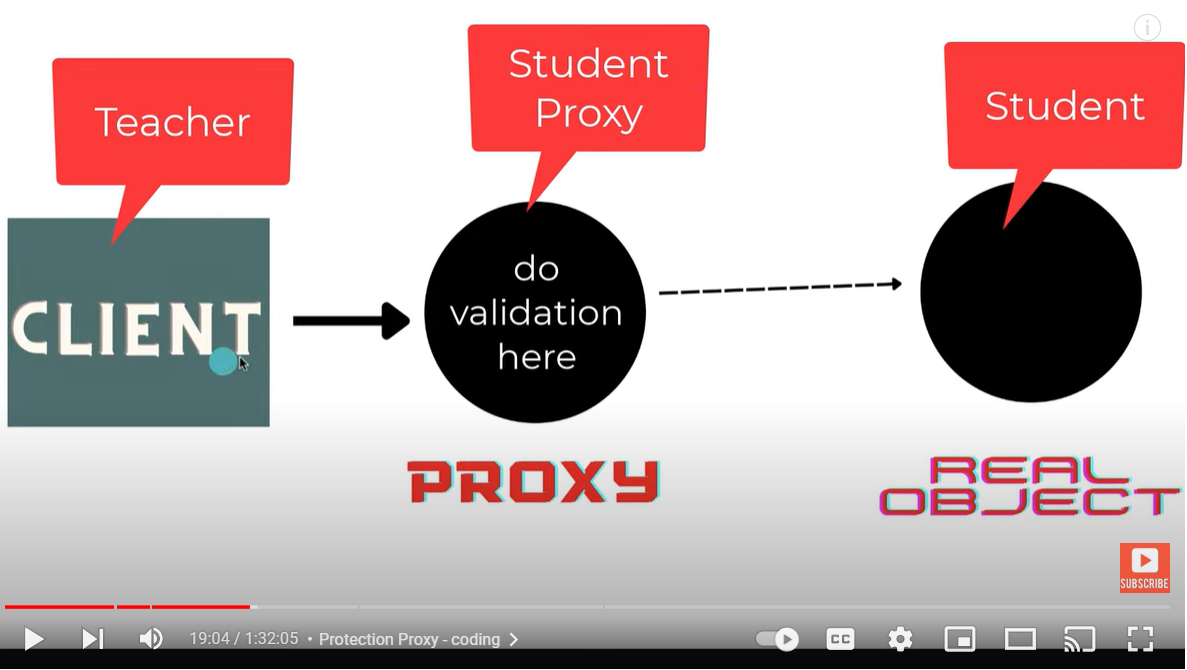 Teacher
Student
Proxy
Student
CLIENT
do
validation
here
PROXY
REAL
OBJECT
SUBSCRIBE
19:04 / 1:32:05 • Protection Proxy - coding
CC